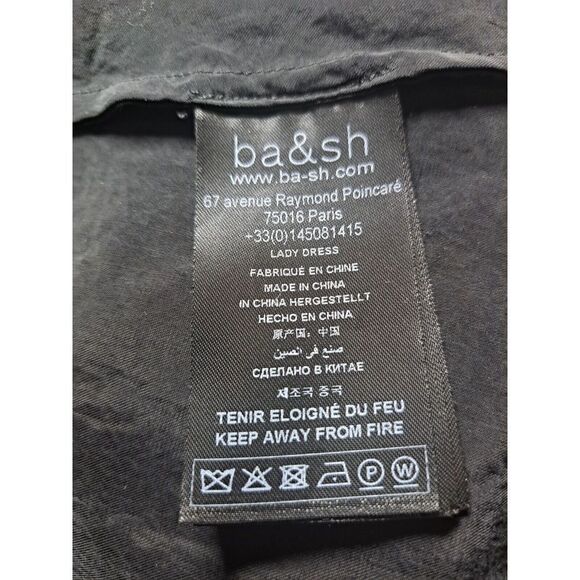 ba&sh
www.ba-sh.com
67 avenue Raymond Poincaré
75016 Paris
+33(0)145081415
LADY DRESS
FABRIQUÉ EN CHINE
MADE IN CHINA
IN CHINA HERGESTELLT
HECHO EN CHINA
原产国: 中国
صنع في الصين
СДЕЛАНО В КИТАЕ
제조국 중국
TENIR ELOIGNÉ DU FEU
KEEP AWAY FROM FIRE
P W